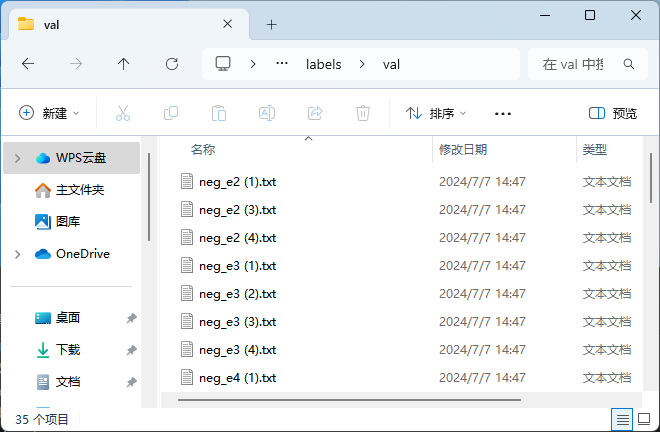 val
labels
val
在 val 中搜
新建
排序
预览
WPS云盘
主文件夹
图库
OneDrive
桌面
下载
文档
名称 修改日期 类型
neg_e2 (1).txt 2024/7/7 14:47 文本文档
neg_e2 (3).txt 2024/7/7 14:47 文本文档
neg_e2 (4).txt 2024/7/7 14:47 文本文档
neg_e3 (1).txt 2024/7/7 14:47 文本文档
neg_e3 (2).txt 2024/7/7 14:47 文本文档
neg_e3 (3).txt 2024/7/7 14:47 文本文档
neg_e3 (4).txt 2024/7/7 14:47 文本文档
neg_e4 (1).txt 2024/7/7 14:47 文本文档
35 个项目